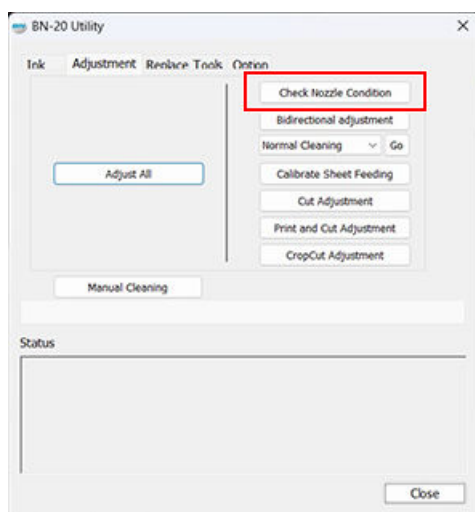 BN-20 Utility
Ink Adjustment Replace Tools Option
Check Nozzle Condition
Bidirectional adjustment
Normal Cleaning Go
Adjust All
Calibrate Sheet Feeding
Cut Adjustment
Print and Cut Adjustment
CropCut Adjustment
Manual Cleaning
Status
Close